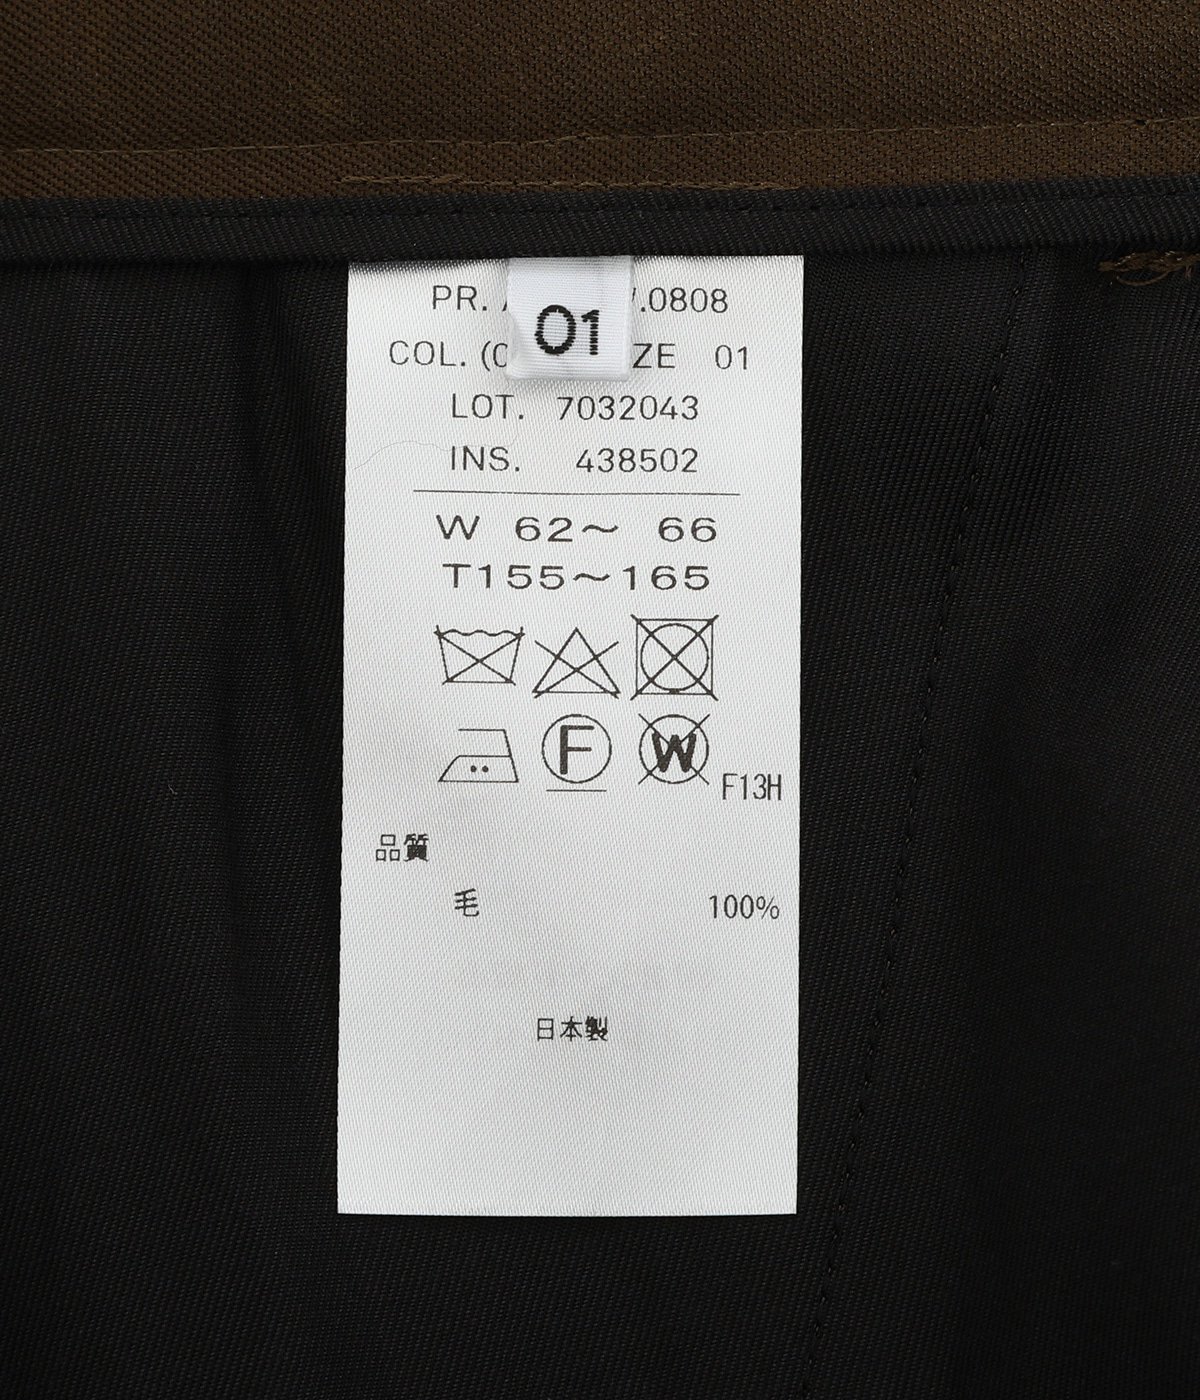 PR. .0808
01
COL. ZE 01
LOT. 7032043
INS. 438502
W 62～ 66
T155～165
F
W
F13H
品質
毛 100%
日本製